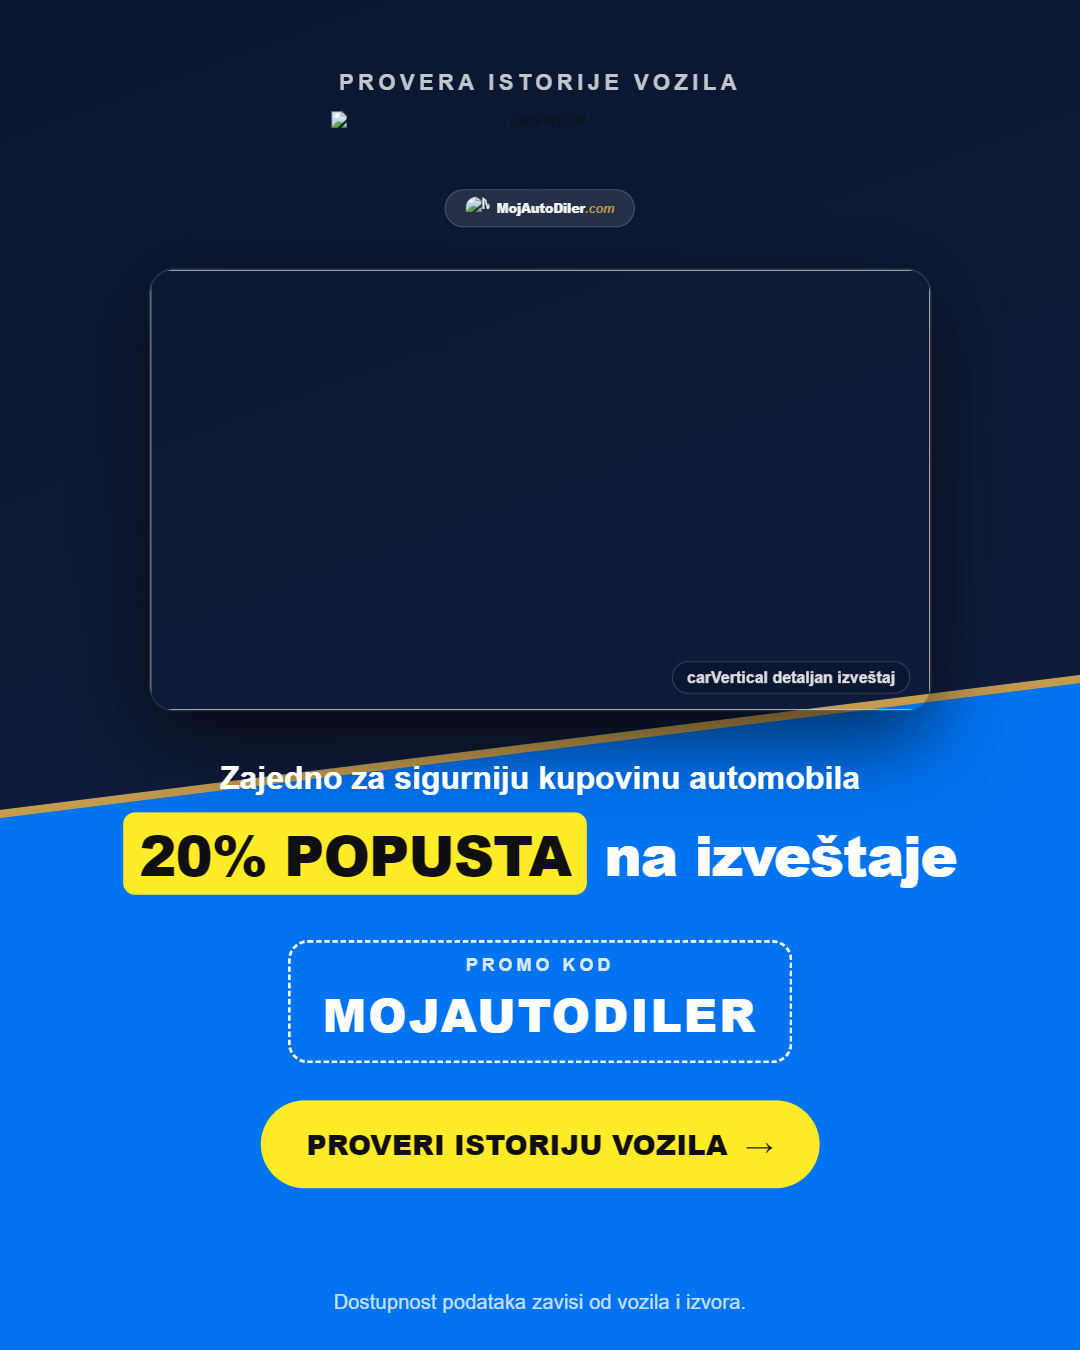 PROVERA ISTORIJE VOZILA
carVertical
MojAutoDiler.com
carVertical detaljan izveštaj
Zajedno za sigurniju kupovinu automobila
20% POPUSTA na izveštaje
PROMO KOD
MOJAUTODILER
PROVERI ISTORIJU VOZILA →
Dostupnost podataka zavisi od vozila i izvora.